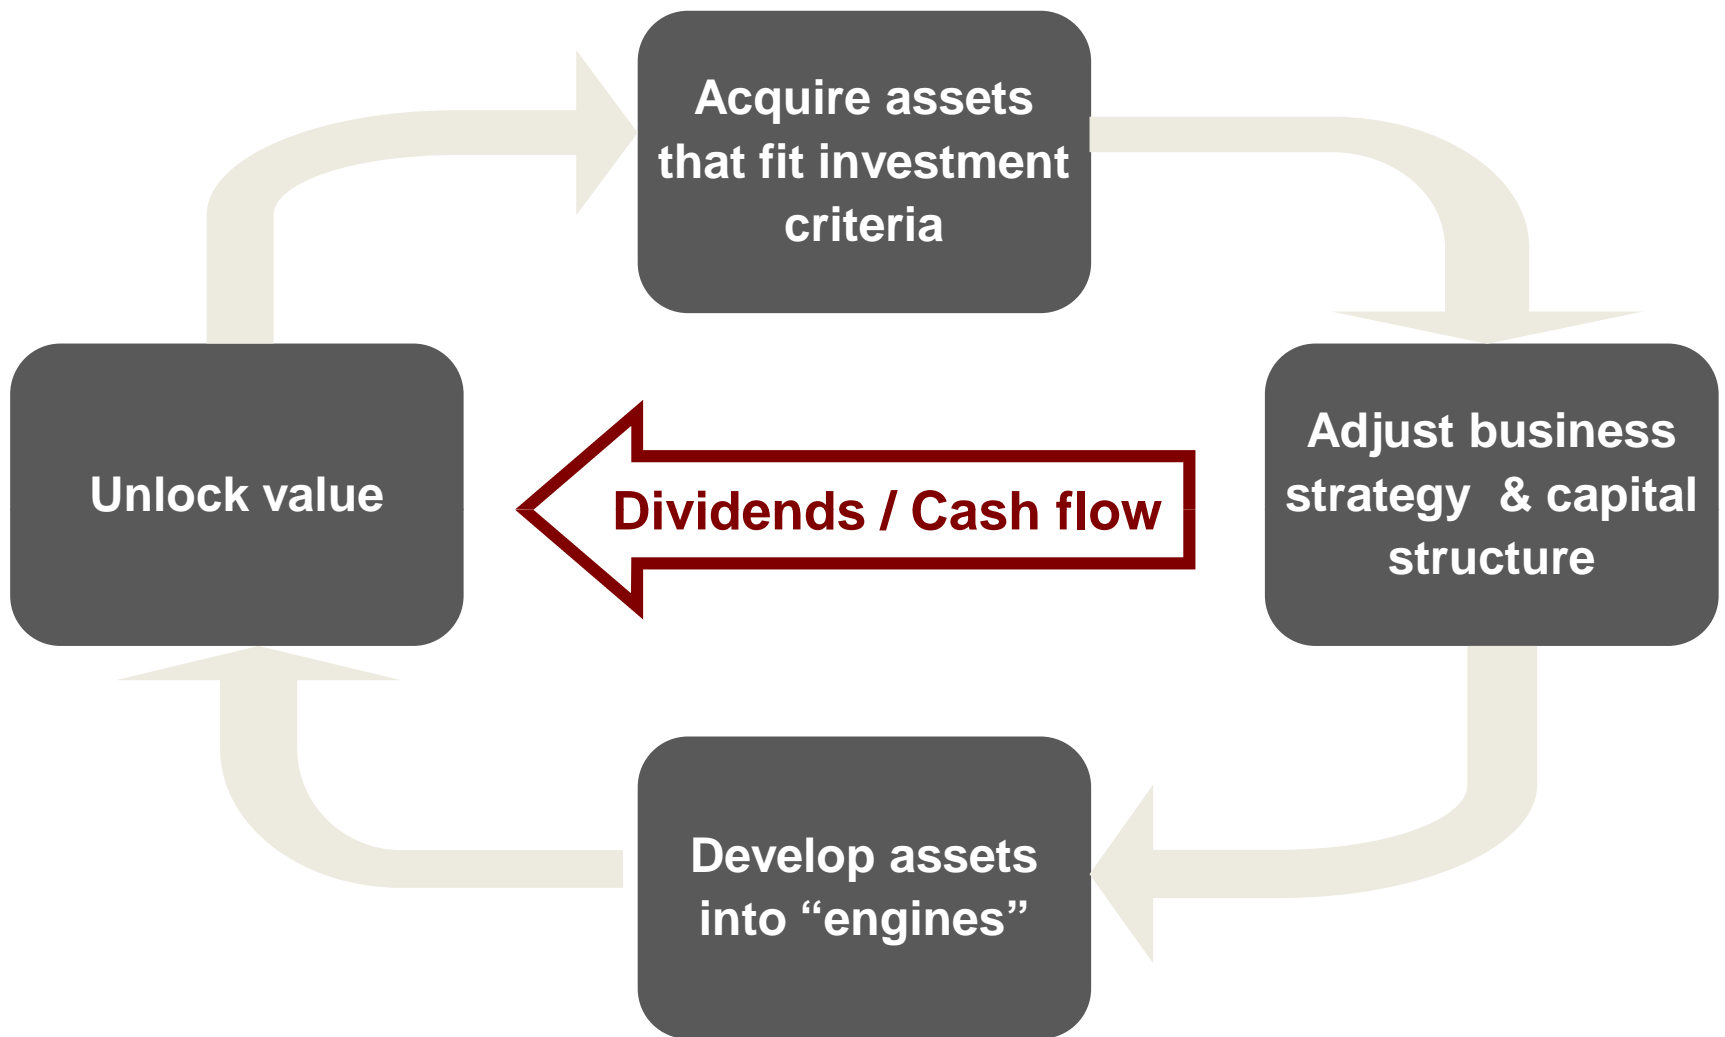 Acquire assets
that fit investment
criteria
Adjust business
strategy  & capital
structure
Unlock value
Dividends / Cash flow
Develop assets
into “engines”